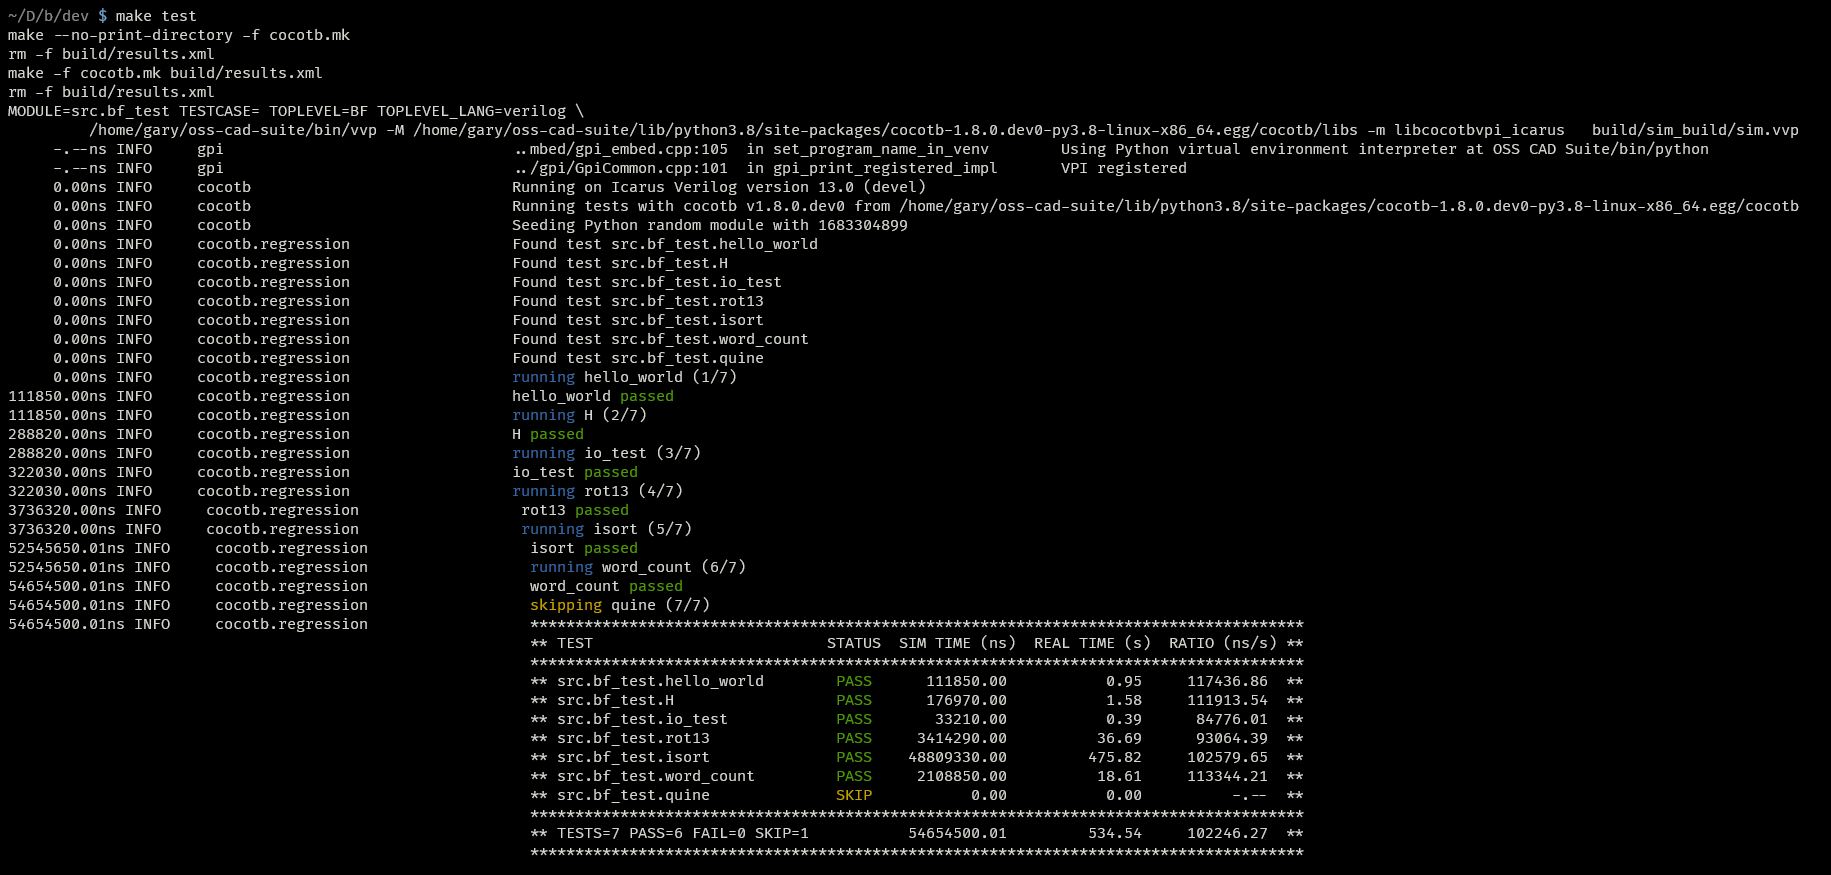 ~/D/b/dev $ make test
make --no-print-directory -f cocotb.mk
rm -f build/results.xml
make -f cocotb.mk build/results.xml
rm -f build/results.xml
MODULE=src.bf_test TESTCASE= TOPLEVEL=BF TOPLEVEL_LANG=verilog \
/home/gary/oss-cad-suite/bin/vvp -M /home/gary/oss-cad-suite/lib/python3.8/site-packages/cocotb-1.8.0.dev0-py3.8-linux-x86_64.egg/cocotb/libs -m libcocotbvpi_icarus   build/sim_build/sim.vvp
-.--ns INFO     gpi                                ..mbed/gpi_embed.cpp:105  in set_program_name_in_venv        Using Python virtual environment interpreter at OSS CAD Suite/bin/python
-.--ns INFO     gpi                                ../gpi/GpiCommon.cpp:101  in gpi_print_registered_impl       VPI registered
0.00ns INFO     cocotb                             Running on Icarus Verilog version 13.0 (devel)
0.00ns INFO     cocotb                             Running tests with cocotb v1.8.0.dev0 from /home/gary/oss-cad-suite/lib/python3.8/site-packages/cocotb-1.8.0.dev0-py3.8-linux-x86_64.egg/cocotb
0.00ns INFO     cocotb                             Seeding Python random module with 1683304899
0.00ns INFO     cocotb.regression                  Found test src.bf_test.hello_world
0.00ns INFO     cocotb.regression                  Found test src.bf_test.H
0.00ns INFO     cocotb.regression                  Found test src.bf_test.io_test
0.00ns INFO     cocotb.regression                  Found test src.bf_test.rot13
0.00ns INFO     cocotb.regression                  Found test src.bf_test.isort
0.00ns INFO     cocotb.regression                  Found test src.bf_test.word_count
0.00ns INFO     cocotb.regression                  Found test src.bf_test.quine
0.00ns INFO     cocotb.regression                  running hello_world (1/7)
111850.00ns INFO     cocotb.regression                  hello_world passed
111850.00ns INFO     cocotb.regression                  running H (2/7)
288820.00ns INFO     cocotb.regression                  H passed
288820.00ns INFO     cocotb.regression                  running io_test (3/7)
322030.00ns INFO     cocotb.regression                  io_test passed
322030.00ns INFO     cocotb.regression                  running rot13 (4/7)
3736320.00ns INFO     cocotb.regression                  rot13 passed
3736320.00ns INFO     cocotb.regression                  running isort (5/7)
52545650.01ns INFO     cocotb.regression                  isort passed
52545650.01ns INFO     cocotb.regression                  running word_count (6/7)
54654500.01ns INFO     cocotb.regression                  word_count passed
54654500.01ns INFO     cocotb.regression                  skipping quine (7/7)
54654500.01ns INFO     cocotb.regression                  **************************************************************************************
** TEST                          STATUS  SIM TIME (ns)  REAL TIME (s)  RATIO (ns/s) **
**************************************************************************************
** src.bf_test.hello_world        PASS      111850.00           0.95     117436.86  **
** src.bf_test.H                  PASS      176970.00           1.58     111913.54  **
** src.bf_test.io_test            PASS       33210.00           0.39      84776.01  **
** src.bf_test.rot13              PASS     3414290.00          36.69      93064.39  **
** src.bf_test.isort              PASS    48809330.00         475.82     102579.65  **
** src.bf_test.word_count         PASS     2108850.00          18.61     113344.21  **
** src.bf_test.quine              SKIP           0.00           0.00         -.--  **
**************************************************************************************
** TESTS=7 PASS=6 FAIL=0 SKIP=1           54654500.01         534.54     102246.27  **
**************************************************************************************